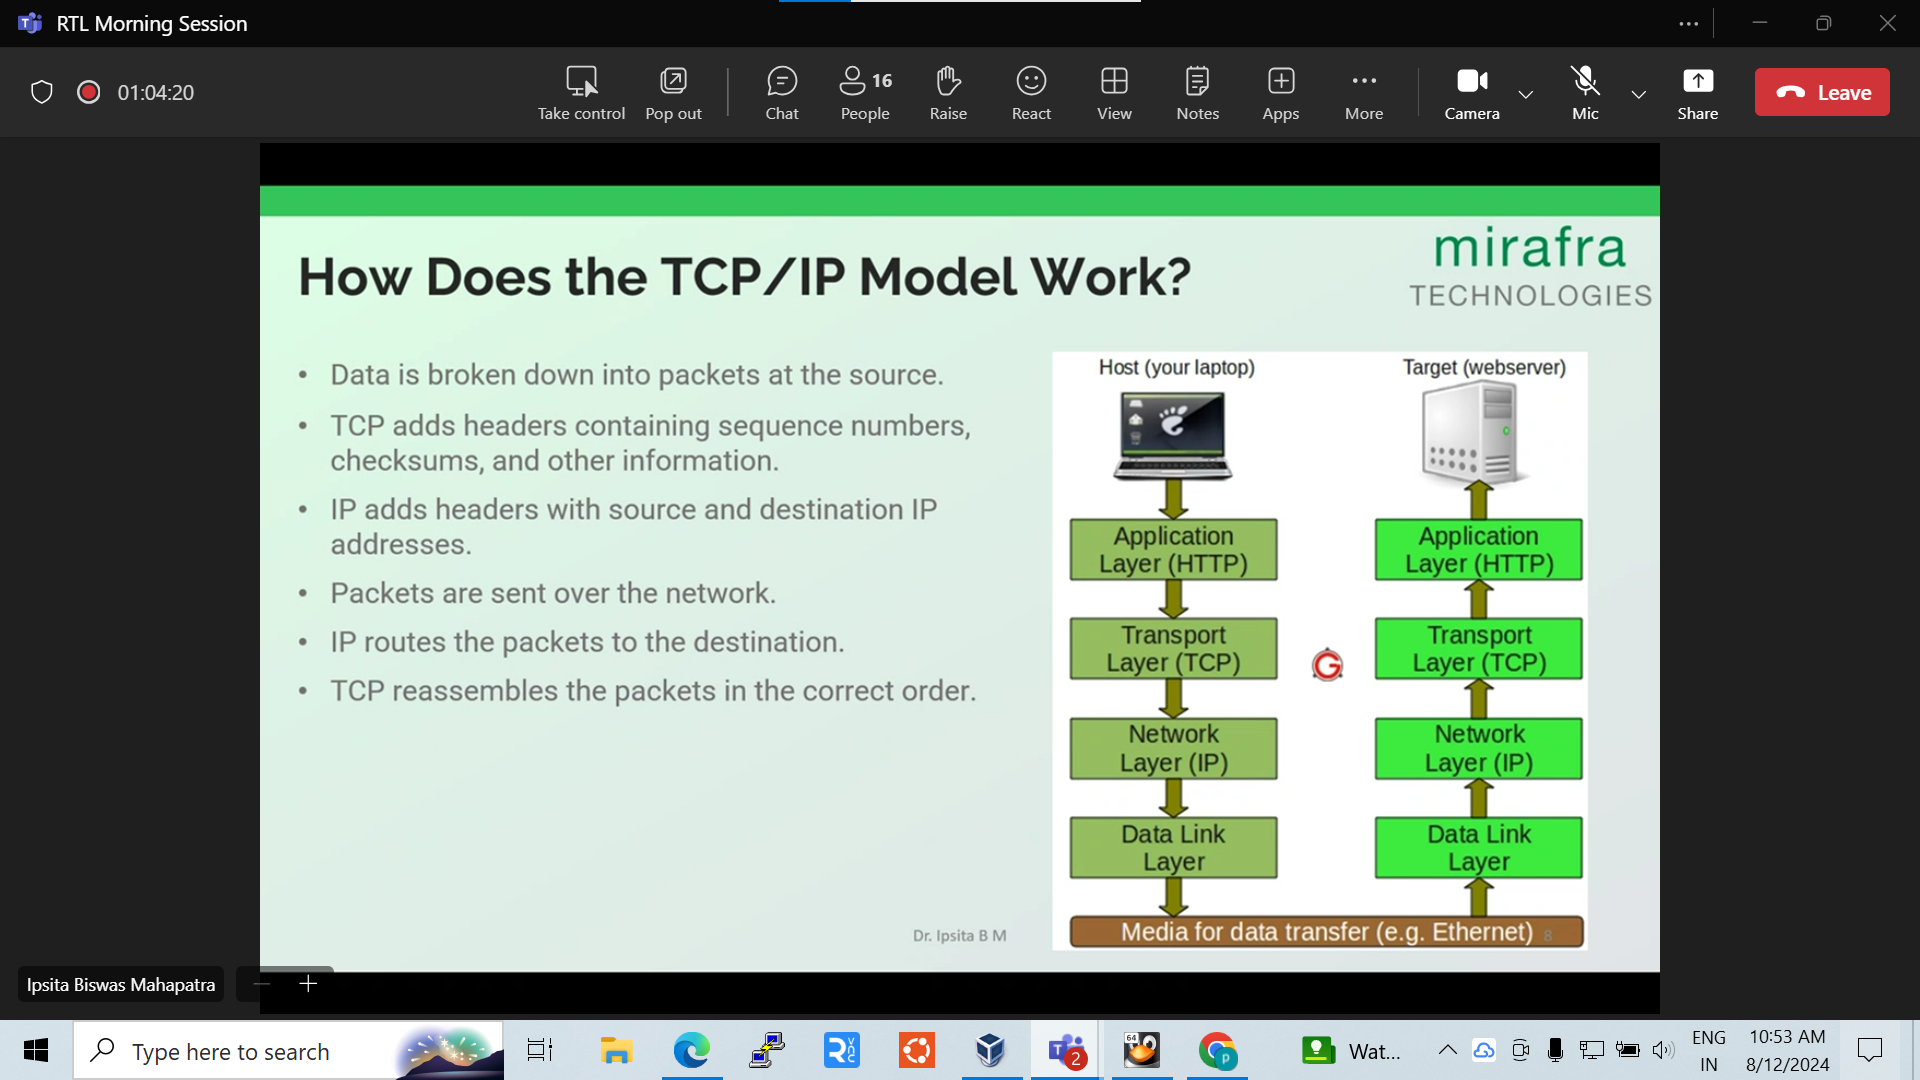 RTL Morning Session
01:04:20
Take control
Pop out
Chat
16
People
Raise
React
View
Notes
Apps
More
Camera
Mic
Share
Leave
mirafra
TECHNOLOGIES
How Does the TCP/IP Model Work?
• Data is broken down into packets at the source.
• TCP adds headers containing sequence numbers,
checksums, and other information.
• IP adds headers with source and destination IP
addresses.
• Packets are sent over the network.
• IP routes the packets to the destination.
• TCP reassembles the packets in the correct order.
Host (your laptop)
Target (webserver)
Application
Layer (HTTP)
Application
Layer (HTTP)
Transport
Layer (TCP)
G
Transport
Layer (TCP)
Network
Layer (IP)
Network
Layer (IP)
Data Link
Layer
Data Link
Layer
Media for data transfer (e.g. Ethernet)
8
Dr. Ipsita B M
Ipsita Biswas Mahapatra
Type here to search
2
64
p
Wat...
ENG
IN
10:53 AM
8/12/2024